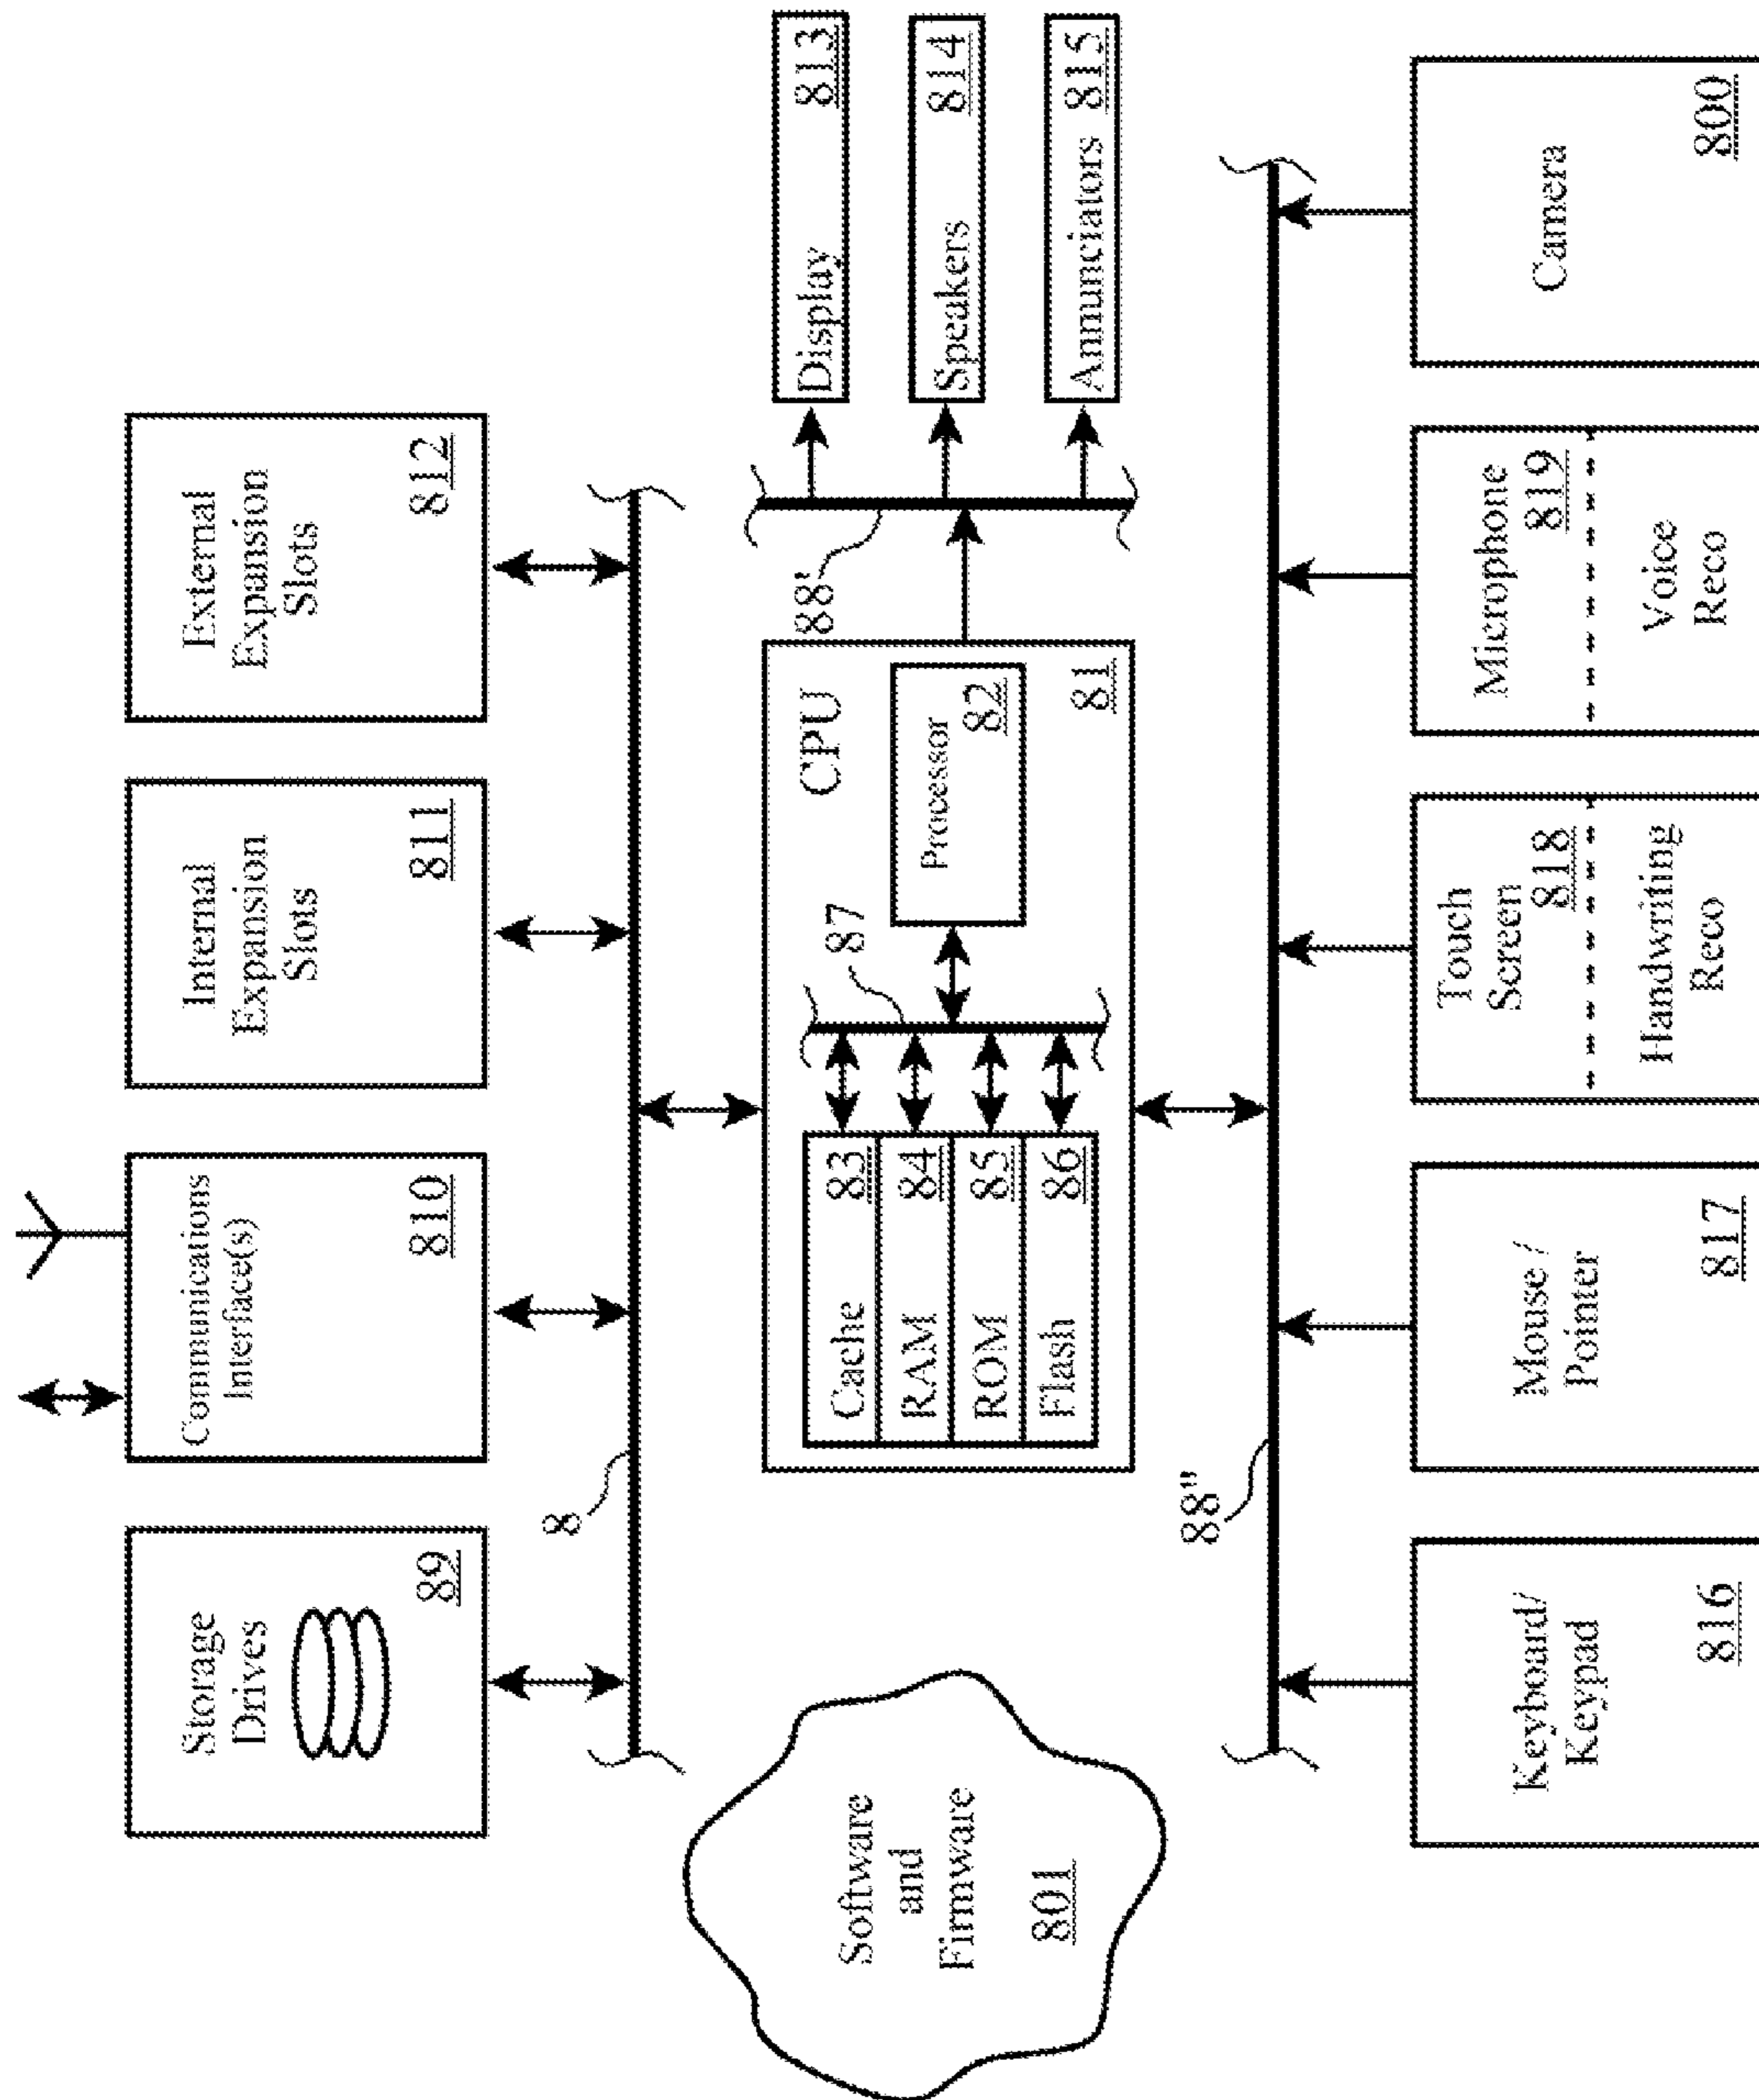 Storage
Drives
89
Communications
Interface(s)
810
Internal
Expansion
Slots
811
External
Expansion
Slots
812
8
Software
and
Firmware
801
CPU
Cache 83
RAM 84
ROM 85
Flash 86
87
Processor
82
81
88'
Display 813
Speakers 814
Annunciators 815
88"
Keyboard/
Keypad
816
Mouse /
Pointer
817
Touch
Screen
818
Handwriting
Reco
Microphone
819
Voice
Reco
Camera
800